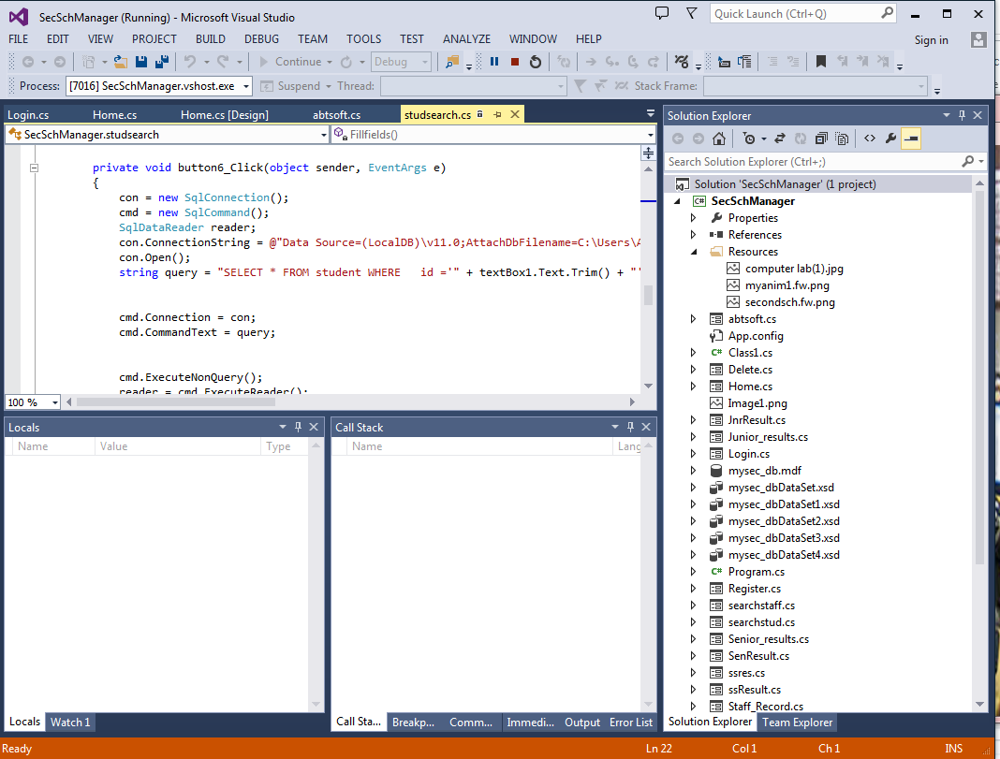 SecSchManager (Running) - Microsoft Visual Studio
Quick Launch (Ctrl+Q)
FILE EDIT VIEW PROJECT BUILD DEBUG TEAM TOOLS TEST ANALYZE WINDOW HELP
Sign in
Continue Debug
Process: [7016] SecSchManager.vshost.exe Suspend Thread: Stack Frame:
Login.cs Home.cs Home.cs [Design] abtsoft.cs studsearch.cs
SecSchManager.studsearch Fillfields()
private void button6_Click(object sender, EventArgs e)
{
con = new SqlConnection();
cmd = new SqlCommand();
SqlDataReader reader;
con.ConnectionString = @"Data Source=(LocalDB)\v11.0;AttachDbFilename=C:\Users\A
con.Open();
string query = "SELECT * FROM student WHERE   id ='" + textBox1.Text.Trim() + "'
cmd.Connection = con;
cmd.CommandText = query;
cmd.ExecuteNonQuery();
reader = cmd.ExecuteReader();
100 %
Locals
Name Value Type
Locals Watch 1
Call Stack
Name Lang
Call Sta... Breakp... Comm... Immedi... Output Error List
Solution Explorer
Search Solution Explorer (Ctrl+;)
Solution 'SecSchManager' (1 project)
C# SecSchManager
Properties
References
Resources
computer lab(1).jpg
myanim1.fw.png
secondsch.fw.png
abtsoft.cs
App.config
C# Class1.cs
Delete.cs
Home.cs
Image1.png
JnrResult.cs
Junior_results.cs
Login.cs
mysec_db.mdf
mysec_dbDataSet.xsd
mysec_dbDataSet1.xsd
mysec_dbDataSet2.xsd
mysec_dbDataSet3.xsd
mysec_dbDataSet4.xsd
C# Program.cs
Register.cs
searchstaff.cs
searchstud.cs
Senior_results.cs
SenResult.cs
ssres.cs
ssResult.cs
Staff_Record.cs
Solution Explorer Team Explorer
Ready Ln 22 Col 1 Ch 1 INS